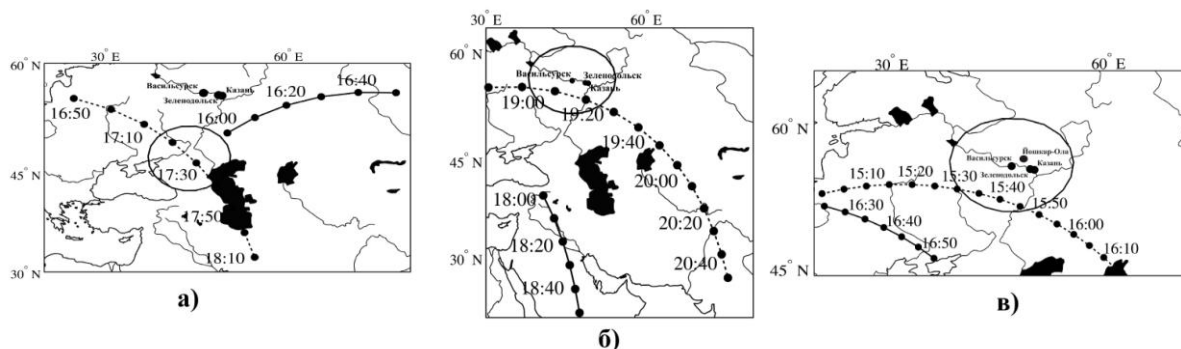 30° E
60° E
60° N
Васильсурск
Казань
Зеленодольск
16:40
16:20
16:00
16:50
17:10
17:30
45° N
17:50
18:10
30° N
а)
30° E
60° E
60° N
Васильсурск
Зеленодольск
Казань
19:00
19:20
19:40
45° N
20:00
18:00
20:20
18:20
30° N
20:40
18:40
б)
30° E
60° E
60° N
Васильсурск
Йошкар-Ола
Казань
Зеленодольск
15:10
15:20
15:30
15:40
15:50
16:30
16:40
16:50
16:00
16:10
45° N
в)